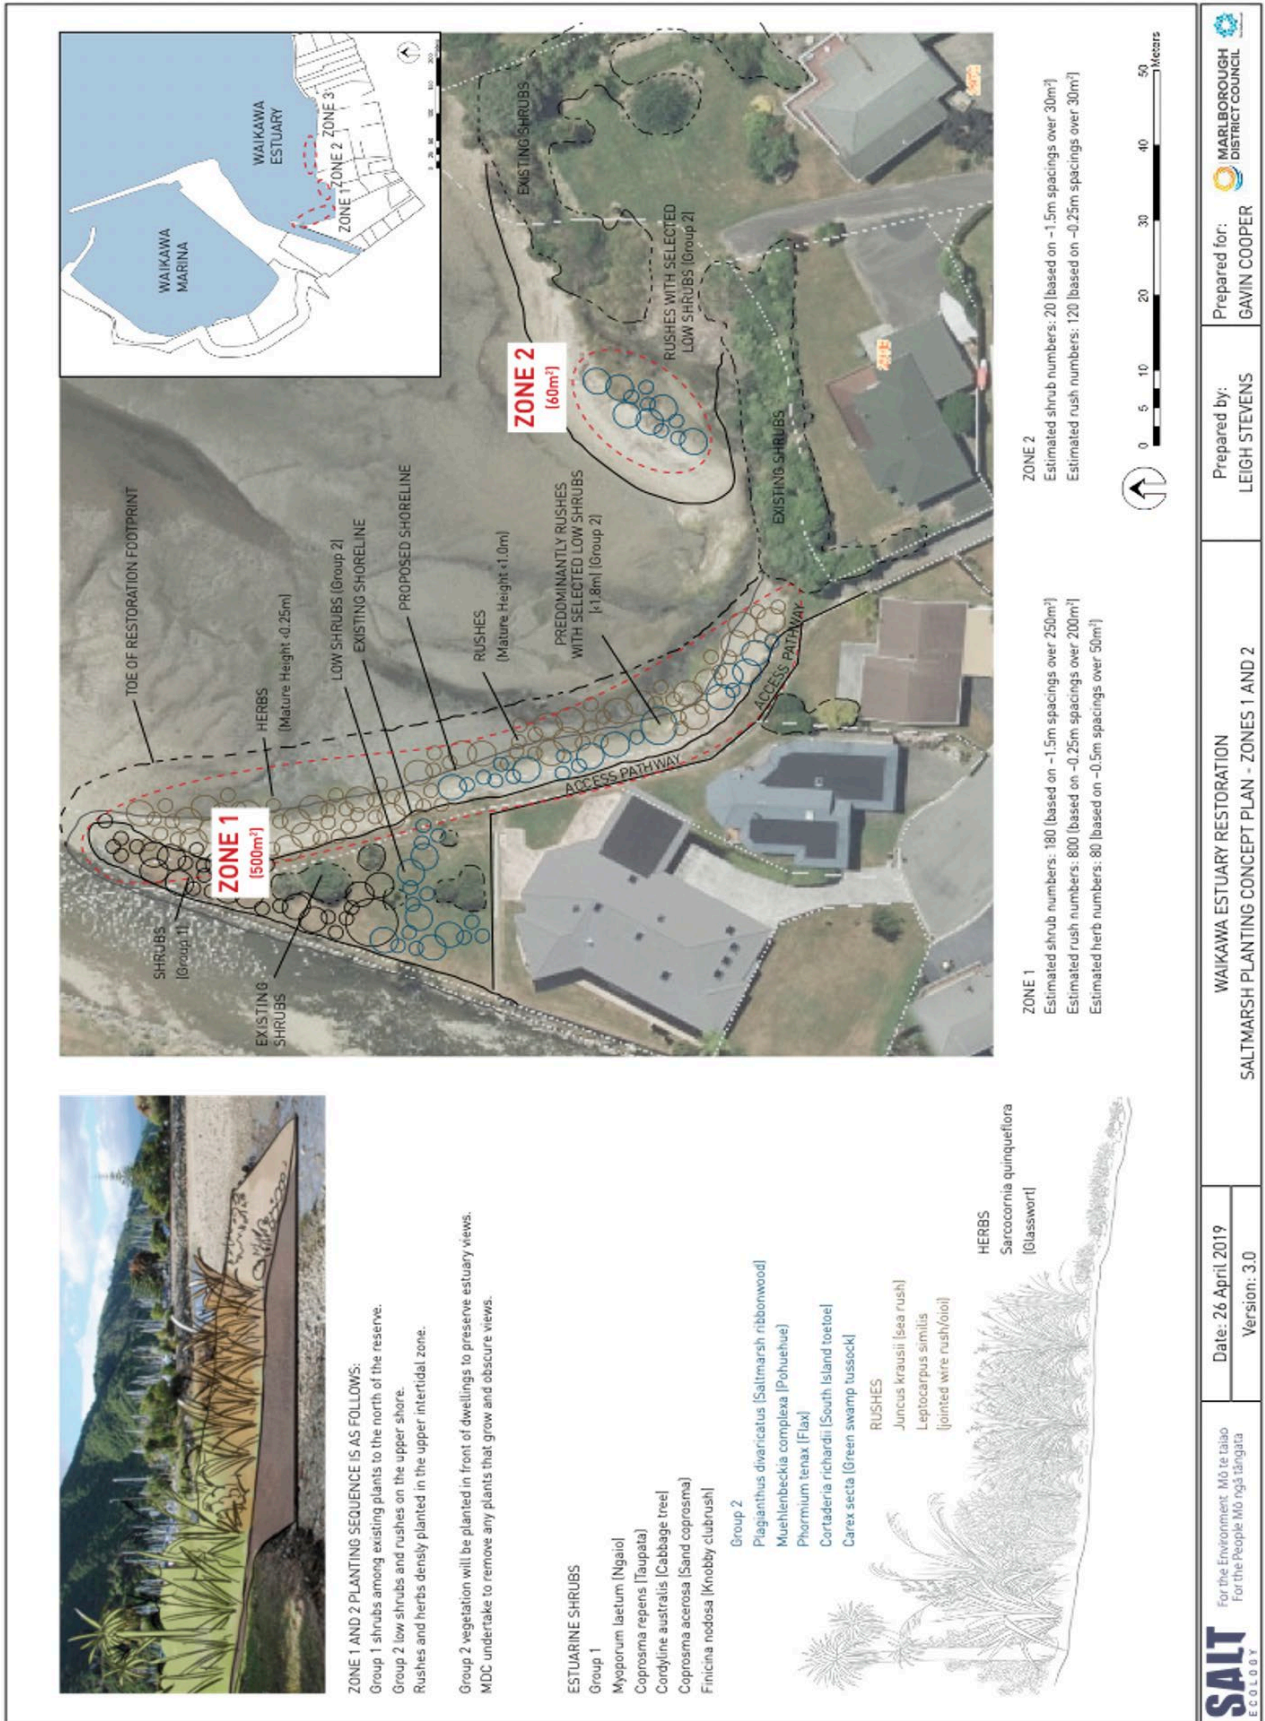 ZONE 1 AND 2 PLANTING SEQUENCE IS AS FOLLOWS:
Group 1 shrubs among existing plants to the north of the reserve.
Group 2 low shrubs and rushes on the upper shore.
Rushes and herbs densly planted in the upper intertidal zone.
Group 2 vegetation will be planted in front of dwellings to preserve estuary views.
MDC undertake to remove any plants that grow and obscure views.
ESTUARINE SHRUBS
Group 1
Myoporum laetum (Ngaio)
Coprosma repens (Taupata)
Cordyline australis (Cabbage tree)
Coprosma acerosa (Sand coprosma)
Finicina nodosa (Knobby clubrush)
Group 2
Plagianthus divaricatus (Saltmarsh ribbonwood)
Muehlenbeckia complexa (Pohuehue)
Phormium tenax (Flax)
Cortaderia richardii (South Island toetoe)
Carex secta (Green swamp tussock)
RUSHES
Juncus krausii (sea rush)
Leptocarpus similis
(jointed wire rush/oioi)
HERBS
Sarcocornia quinqueflora
(Glasswort)
TOE OF RESTORATION FOOTPRINT
HERBS
(Mature Height <0.25m)
LOW SHRUBS (Group 2)
EXISTING SHORELINE
PROPOSED SHORELINE
RUSHES
(Mature Height <1.0m)
PREDOMINANTLY RUSHES
WITH SELECTED LOW SHRUBS
(<1.8m) (Group 2)
SHRUBS
(Group 1)
EXISTING
SHRUBS
ZONE 1
(500m²)
ACCESS PATHWAY
ACCESS PATHWAY
ZONE 2
(60m²)
RUSHES WITH SELECTED
LOW SHRUBS (Group 2)
EXISTING SHRUBS
EXISTING SHRUBS
WAIKAWA
MARINA
WAIKAWA
ESTUARY
ZONE 1
ZONE 2
ZONE 3
ZONE 1
Estimated shrub numbers: 180 (based on ~1.5m spacings over 250m²)
Estimated rush numbers: 800 (based on ~0.25m spacings over 200m²)
Estimated herb numbers: 80 (based on ~0.5m spacings over 50m²)
ZONE 2
Estimated shrub numbers: 20 (based on ~1.5m spacings over 30m²)
Estimated rush numbers: 120 (based on ~0.25m spacings over 30m²)
0 5 10 20 30 40 50
Meters
SALT
ECOLOGY
For the Environment Mō te taiao
For the People Mō ngā tāngata
Date: 26 April 2019
Version: 3.0
WAIKAWA ESTUARY RESTORATION
SALTMARSH PLANTING CONCEPT PLAN - ZONES 1 AND 2
Prepared by:
LEIGH STEVENS
Prepared for:
GAVIN COOPER
MARLBOROUGH
DISTRICT COUNCIL